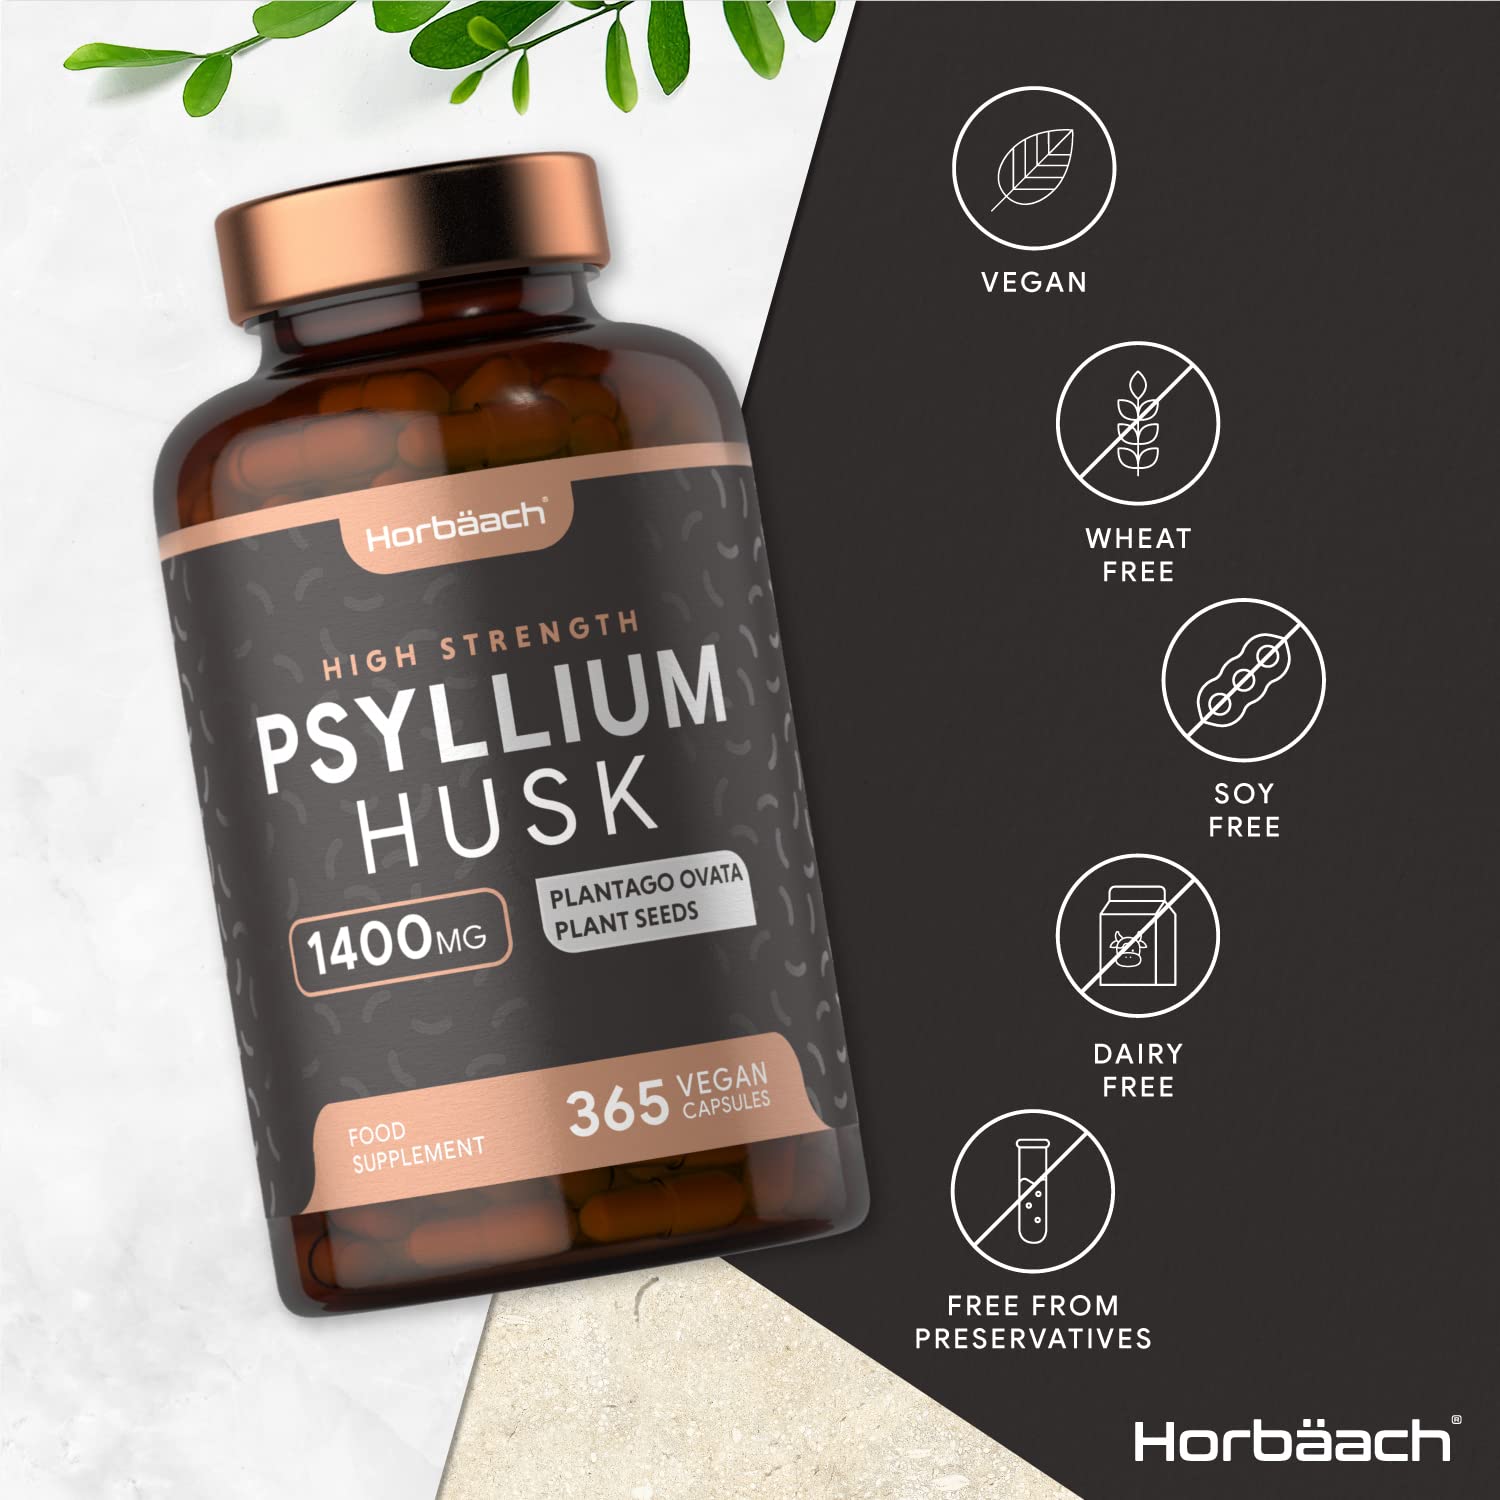 Horbäach®
HIGH STRENGTH
PSYLLIUM
HUSK
1400MG
PLANTAGO OVATA
PLANT SEEDS
FOOD
SUPPLEMENT
365 VEGAN
CAPSULES
VEGAN
WHEAT
FREE
SOY
FREE
DAIRY
FREE
FREE FROM
PRESERVATIVES
Horbäach®